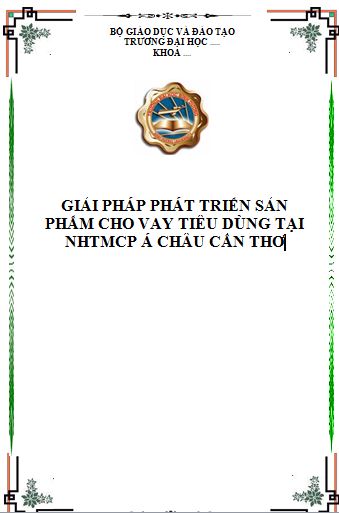 BỘ GIÁO DỤC VÀ ĐÀO TẠO
TRƯỜNG ĐẠI HỌC ....
KHOA ....
GIẢI PHÁP PHÁT TRIỂN SẢN
PHẨM CHO VAY TIÊU DÙNG TẠI
NHTMCP Á CHÂU CẦN THƠ